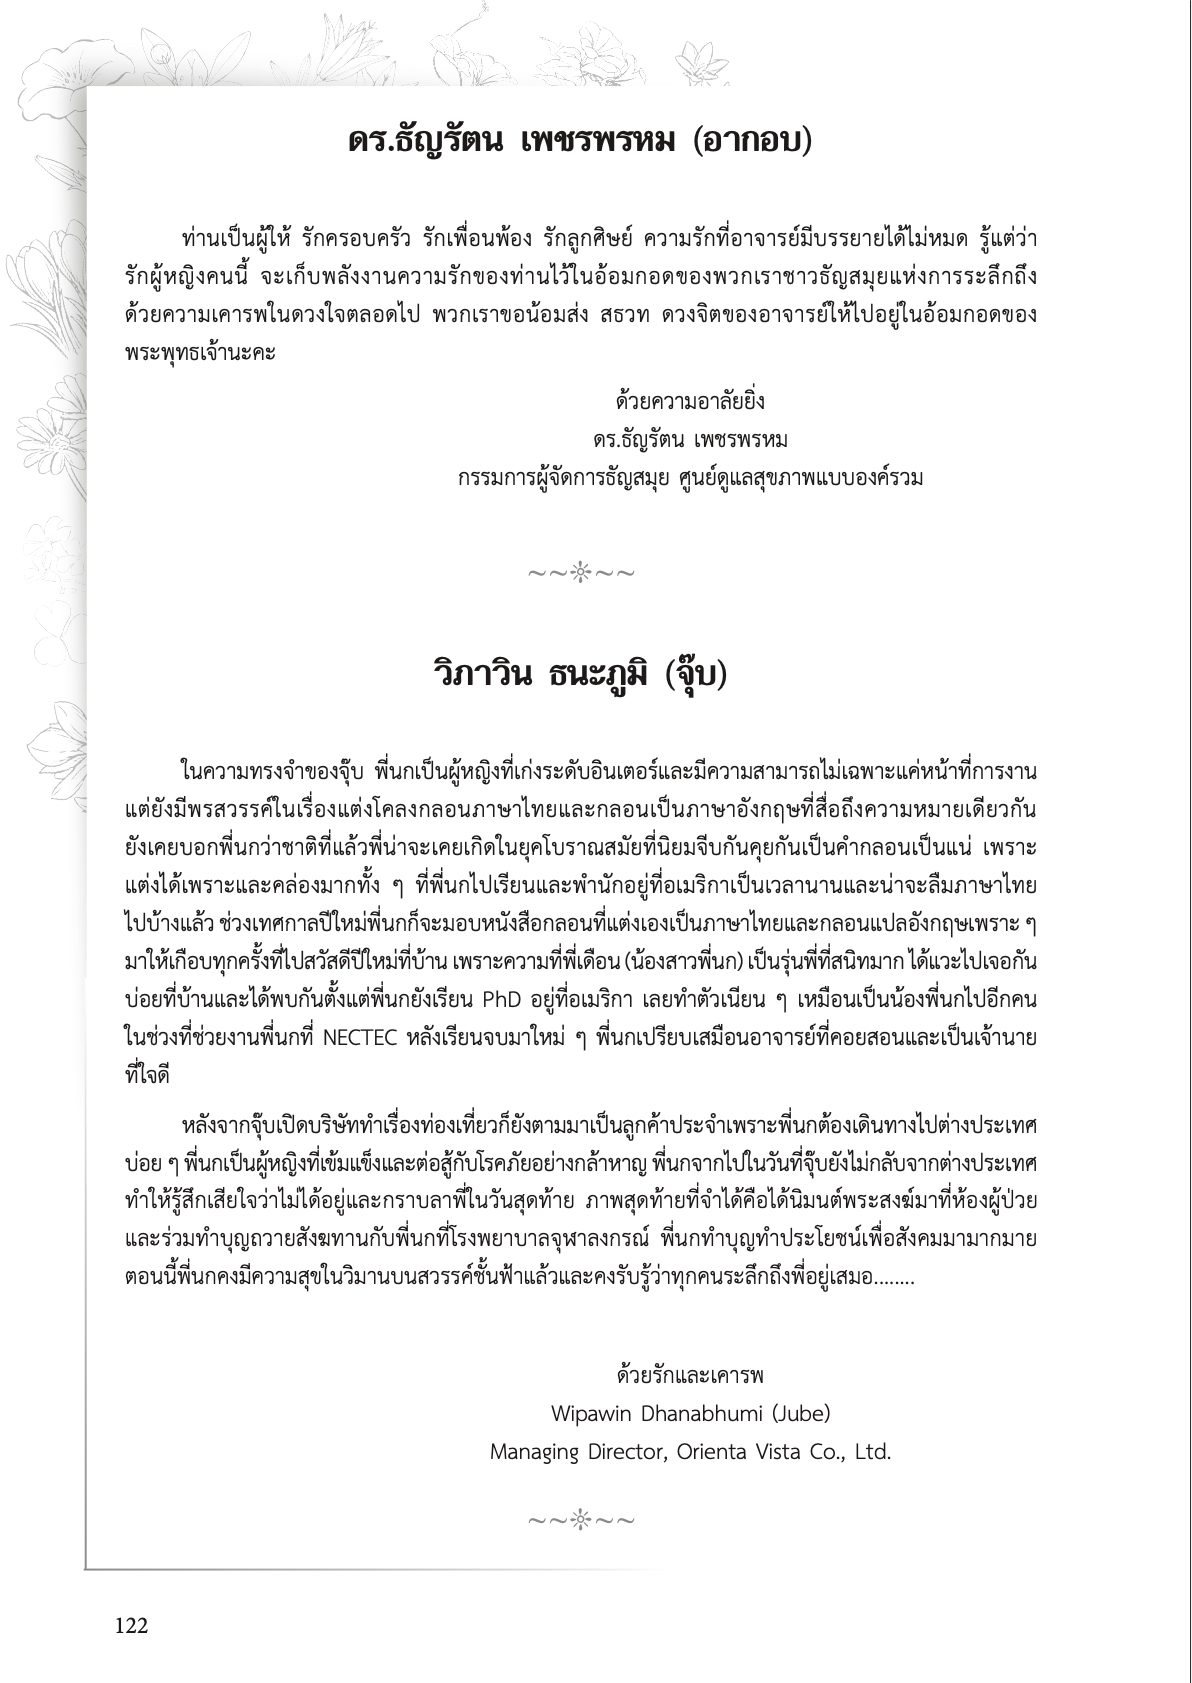 ดร.ธัญรัตน เพชรพรหม (อากอบ)
ท่านเป็นผู้ให้ รักครอบครัว รักเพื่อนพ้อง รักลูกศิษย์ ความรักที่อาจารย์มีบรรยายได้ไม่หมด รู้แต่ว่า
รักผู้หญิงคนนี้ จะเก็บพลังงานความรักของท่านไว้ในอ้อมกอดของพวกเราชาวธัญสมุยแห่งการระลึกถึง
ด้วยความเคารพในดวงใจตลอดไป พวกเราขอน้อมส่ง สธวท ดวงจิตของอาจารย์ให้ไปอยู่ในอ้อมกอดของ
พระพุทธเจ้านะคะ
ด้วยความอาลัยยิ่ง
ดร.ธัญรัตน เพชรพรหม
กรรมการผู้จัดการธัญสมุย ศูนย์ดูแลสุขภาพแบบองค์รวม
~~❊~~
วิภาวิน ธนะภูมิ (จุ๊บ)
ในความทรงจำของจุ๊บ พี่นกเป็นผู้หญิงที่เก่งระดับอินเตอร์และมีความสามารถไม่เฉพาะแค่หน้าที่การงาน
แต่ยังมีพรสวรรค์ในเรื่องแต่งโคลงกลอนภาษาไทยและกลอนเป็นภาษาอังกฤษที่สื่อถึงความหมายเดียวกัน
ยังเคยบอกพี่นกว่าชาติที่แล้วพี่น่าจะเคยเกิดในยุคโบราณสมัยที่นิยมจีบกันคุยกันเป็นคำกลอนเป็นแน่ เพราะ
แต่งได้เพราะและคล่องมากทั้ง ๆ ที่พี่นกไปเรียนและพำนักอยู่ที่อเมริกาเป็นเวลานานและน่าจะลืมภาษาไทย
ไปบ้างแล้ว ช่วงเทศกาลปีใหม่พี่นกก็จะมอบหนังสือกลอนที่แต่งเองเป็นภาษาไทยและกลอนแปลอังกฤษเพราะ ๆ
มาให้เกือบทุกครั้งที่ไปสวัสดีปีใหม่ที่บ้าน เพราะความที่พี่เดือน (น้องสาวพี่นก) เป็นรุ่นพี่ที่สนิทมาก ได้แวะไปเจอกัน
บ่อยที่บ้านและได้พบกันตั้งแต่พี่นกยังเรียน PhD อยู่ที่อเมริกา เลยทำตัวเนียน ๆ เหมือนเป็นน้องพี่นกไปอีกคน
ในช่วงที่ช่วยงานพี่นกที่ NECTEC หลังเรียนจบมาใหม่ ๆ พี่นกเปรียบเสมือนอาจารย์ที่คอยสอนและเป็นเจ้านาย
ที่ใจดี
หลังจากจุ๊บเปิดบริษัททำเรื่องท่องเที่ยวก็ยังตามมาเป็นลูกค้าประจำเพราะพี่นกต้องเดินทางไปต่างประเทศ
บ่อย ๆ พี่นกเป็นผู้หญิงที่เข้มแข็งและต่อสู้กับโรคภัยอย่างกล้าหาญ พี่นกจากไปในวันที่จุ๊บยังไม่กลับจากต่างประเทศ
ทำให้รู้สึกเสียใจว่าไม่ได้อยู่และกราบลาพี่ในวันสุดท้าย ภาพสุดท้ายที่จำได้คือได้นิมนต์พระสงฆ์มาที่ห้องผู้ป่วย
และร่วมทำบุญถวายสังฆทานกับพี่นกที่โรงพยาบาลจุฬาลงกรณ์ พี่นกทำบุญทำประโยชน์เพื่อสังคมมามากมาย
ตอนนี้พี่นกคงมีความสุขในวิมานบนสวรรค์ชั้นฟ้าแล้วและคงรับรู้ว่าทุกคนระลึกถึงพี่อยู่เสมอ........
ด้วยรักและเคารพ
Wipawin Dhanabhumi (Jube)
Managing Director, Orienta Vista Co., Ltd.
~~❊~~
122